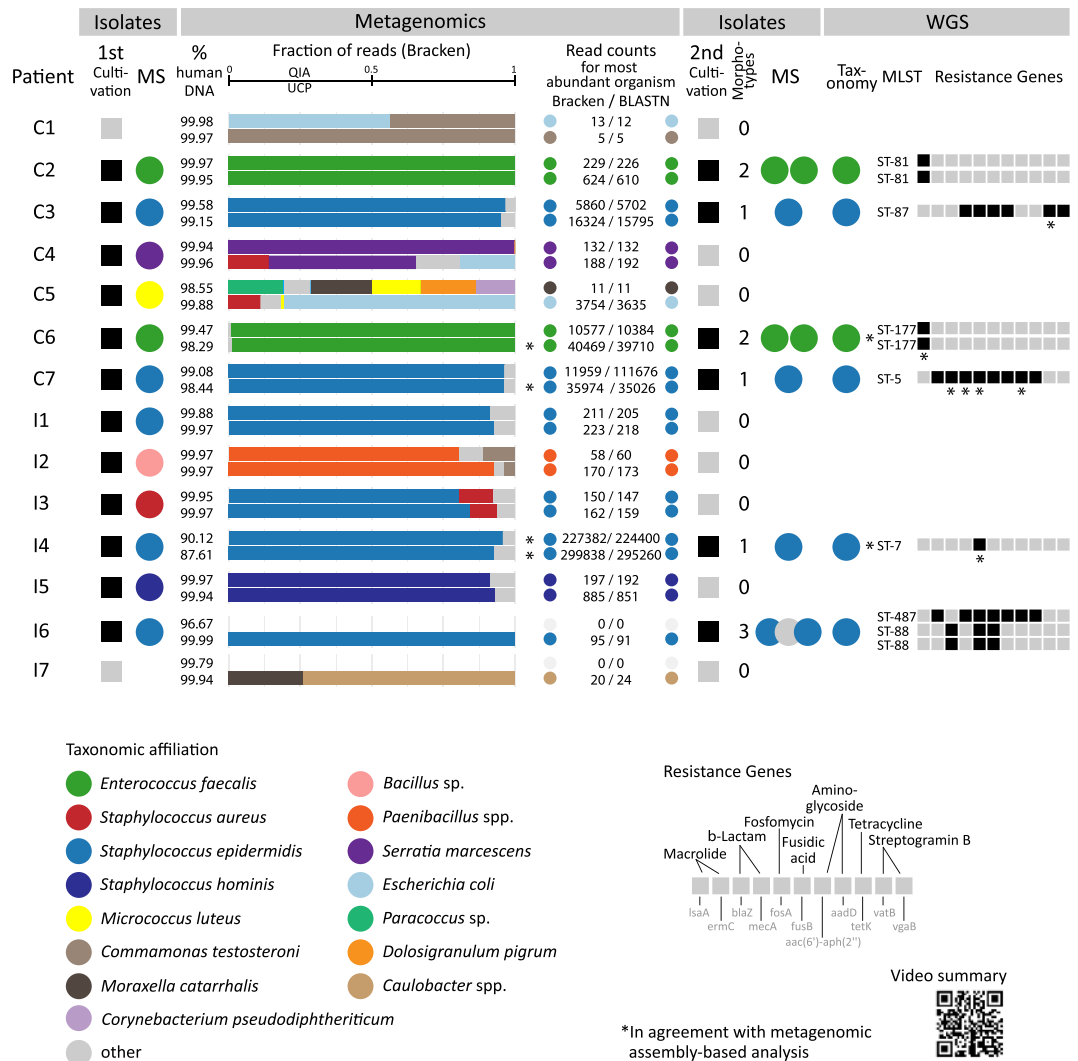 Isolates Metagenomics Isolates WGS
1st % Fraction of reads (Bracken) Read counts 2nd
Patient Culti- vation MS human DNA 0 QIA 0.5 1 for most abundant organism Culti- vation Morpho- types MS Tax- onomy MLST Resistance Genes
UCP Bracken / BLASTN
C1 99.98 13 / 12 0
99.97 5 / 5
C2 99.97 229 / 226 2 ST-81
99.95 624 / 610 ST-81
C3 99.58 5860 / 5702 1 ST-87
99.15 16324 / 15795 *
C4 99.94 132 / 132 0
99.96 188 / 192
C5 98.55 11 / 11 0
99.88 3754 / 3635
C6 99.47 10577 / 10384 2 * ST-177
98.29 * 40469 / 39710 ST-177
*
C7 99.08 11959 / 111676 1 ST-5
98.44 * 35974 / 35026 * * * *
I1 99.88 211 / 205 0
99.97 223 / 218
I2 99.97 58 / 60 0
99.97 170 / 173
I3 99.95 150 / 147 0
99.97 162 / 159
I4 90.12 * 227382/ 224400 1 * ST-7
87.61 * 299838 / 295260 *
I5 99.97 197 / 192 0
99.94 885 / 851
I6 96.67 0 / 0 3 ST-487
99.99 95 / 91 ST-88
ST-88
I7 99.79 0 / 0 0
99.94 20 / 24
Taxonomic affiliation
Enterococcus faecalis
Staphylococcus aureus
Staphylococcus epidermidis
Staphylococcus hominis
Micrococcus luteus
Commamonas testosteroni
Moraxella catarrhalis
Corynebacterium pseudodiphtheriticum
other
Bacillus sp.
Paenibacillus spp.
Serratia marcescens
Escherichia coli
Paracoccus sp.
Dolosigranulum pigrum
Caulobacter spp.
Resistance Genes
Amino-
glycoside
Fosfomycin Tetracycline
b-Lactam Fusidic Streptogramin B
Macrolide acid
lsaA blaZ fosA aadD vatB
ermC mecA fusB tetK vgaB
aac(6')-aph(2'')
Video summary
*In agreement with metagenomic
assembly-based analysis